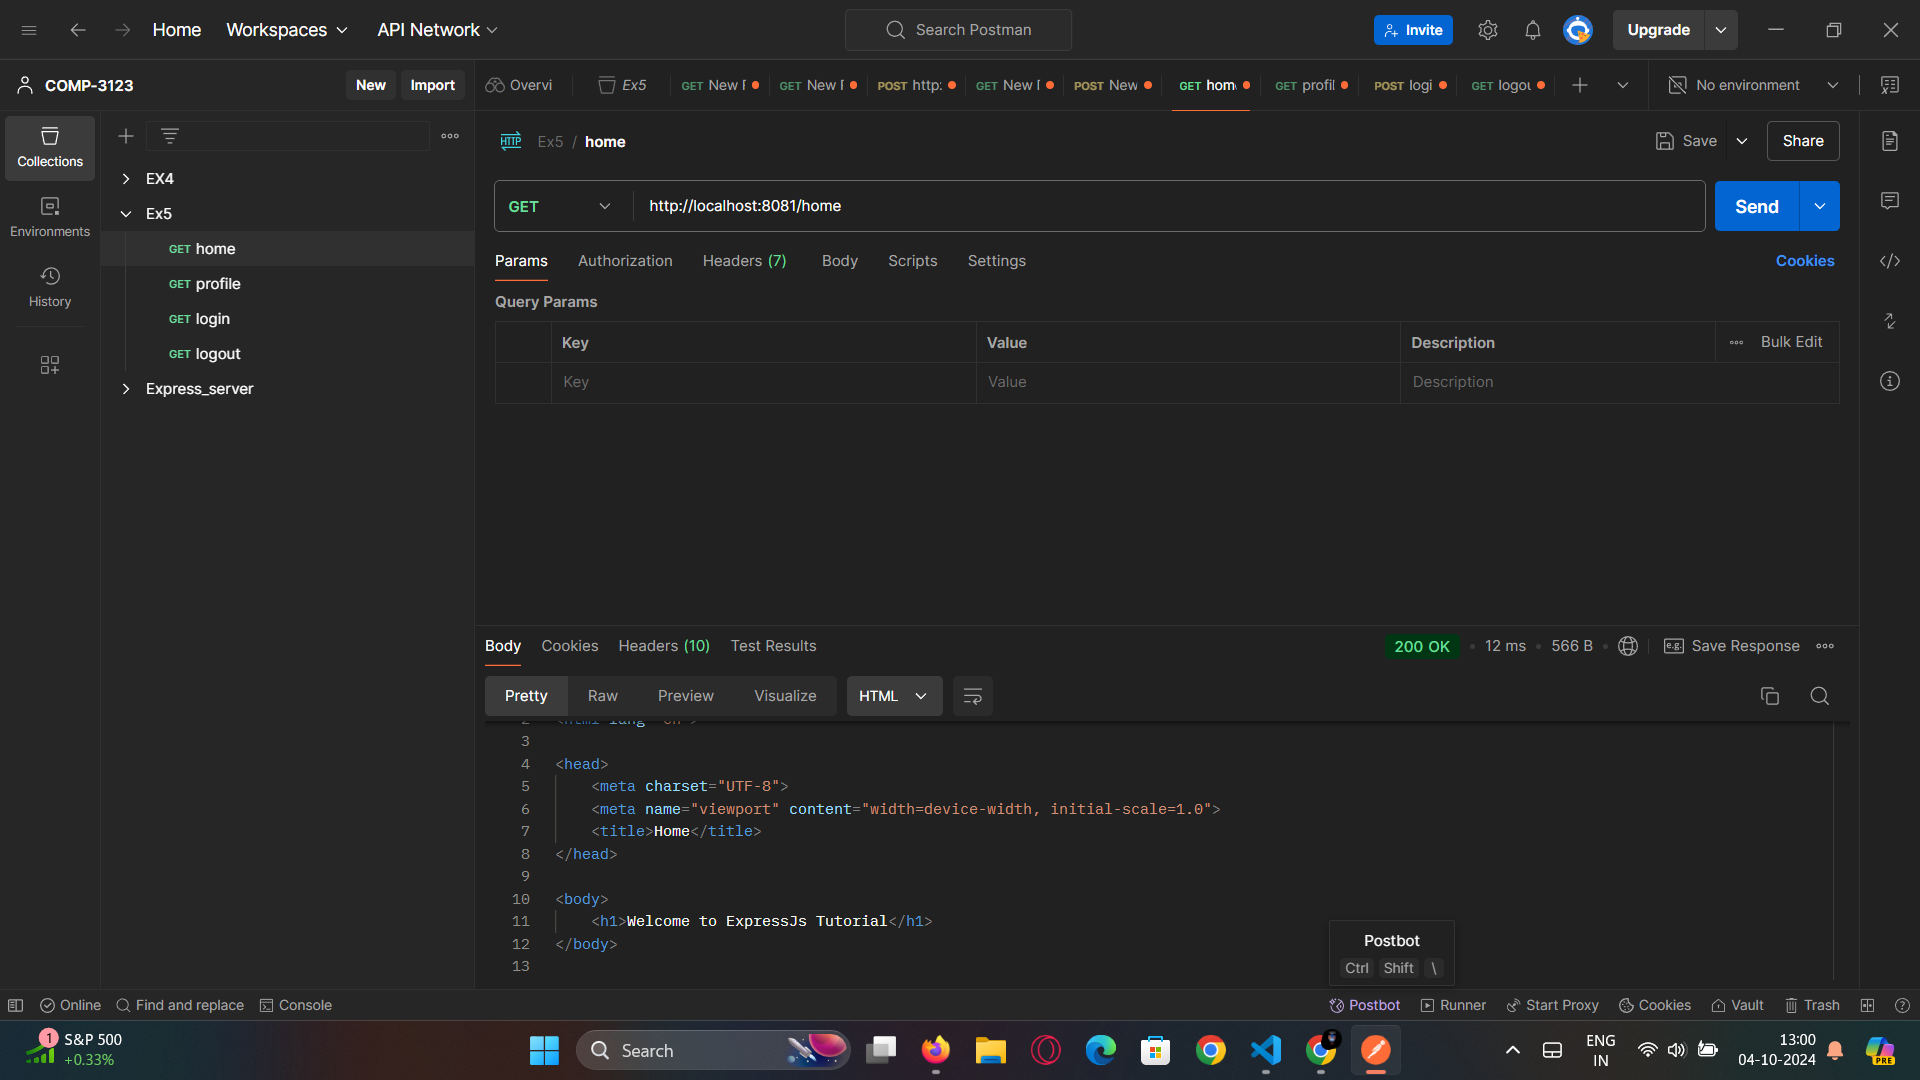 Home Workspaces API Network Search Postman Invite Upgrade
COMP-3123 New Import Overvi Ex5 GET New F GET New F POST http: GET New I POST New GET hom GET profil POST logi GET logou No environment
Collections
Environments
History
EX4
Ex5
GET home
GET profile
GET login
GET logout
Express_server
HTTP Ex5 / home Save Share
GET http://localhost:8081/home Send
Params Authorization Headers (7) Body Scripts Settings Cookies
Query Params
Key Value Description Bulk Edit
Key Value Description
Body Cookies Headers (10) Test Results 200 OK 12 ms 566 B e.g. Save Response
Pretty Raw Preview Visualize HTML
3
4 <head>
5 <meta charset="UTF-8">
6 <meta name="viewport" content="width=device-width, initial-scale=1.0">
7 <title>Home</title>
8 </head>
9
10 <body>
11 <h1>Welcome to ExpressJs Tutorial</h1>
12 </body>
13
Postbot
Ctrl Shift \
Online Find and replace Console Postbot Runner Start Proxy Cookies Vault Trash
1 S&P 500
+0.33%
Search
ENG
IN
13:00
04-10-2024
PRE